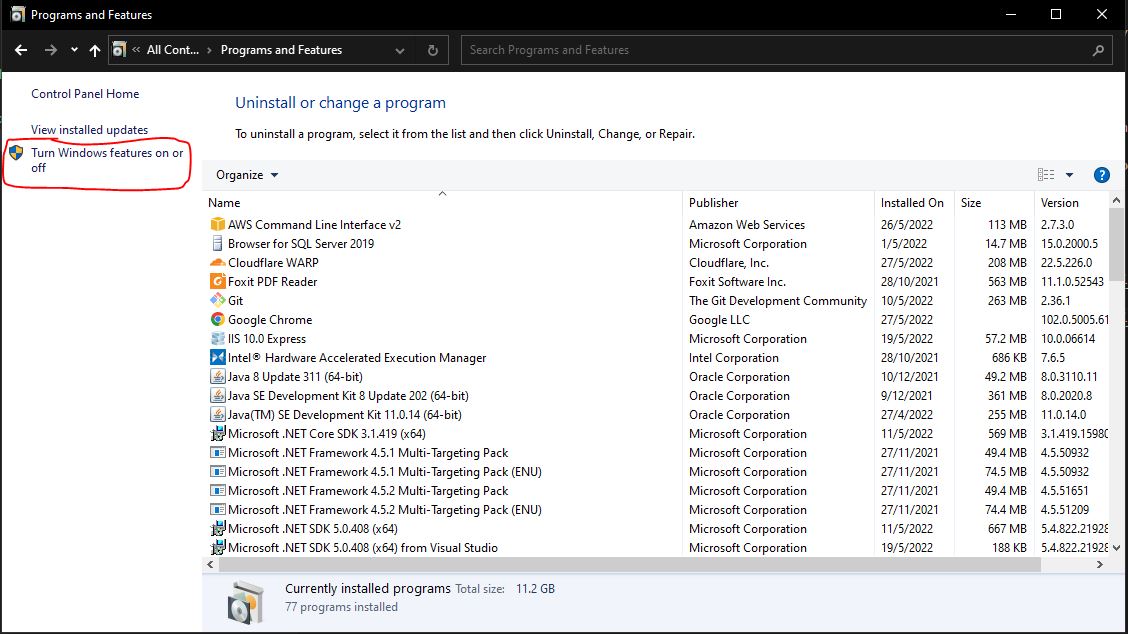 Programs and Features
« All Cont... > Programs and Features
Search Programs and Features
Control Panel Home
View installed updates
Turn Windows features on or
off
Uninstall or change a program
To uninstall a program, select it from the list and then click Uninstall, Change, or Repair.
Organize
Name Publisher Installed On Size Version
AWS Command Line Interface v2 Amazon Web Services 26/5/2022 113 MB 2.7.3.0
Browser for SQL Server 2019 Microsoft Corporation 1/5/2022 14.7 MB 15.0.2000.5
Cloudflare WARP Cloudflare, Inc. 27/5/2022 208 MB 22.5.226.0
Foxit PDF Reader Foxit Software Inc. 28/10/2021 563 MB 11.1.0.52543
Git The Git Development Community 10/5/2022 263 MB 2.36.1
Google Chrome Google LLC 27/5/2022 102.0.5005.61
IIS 10.0 Express Microsoft Corporation 19/5/2022 57.2 MB 10.0.06614
Intel® Hardware Accelerated Execution Manager Intel Corporation 28/10/2021 686 KB 7.6.5
Java 8 Update 311 (64-bit) Oracle Corporation 10/12/2021 49.2 MB 8.0.3110.11
Java SE Development Kit 8 Update 202 (64-bit) Oracle Corporation 9/12/2021 361 MB 8.0.2020.8
Java(TM) SE Development Kit 11.0.14 (64-bit) Oracle Corporation 27/4/2022 255 MB 11.0.14.0
Microsoft .NET Core SDK 3.1.419 (x64) Microsoft Corporation 11/5/2022 569 MB 3.1.419.15980
Microsoft .NET Framework 4.5.1 Multi-Targeting Pack Microsoft Corporation 27/11/2021 49.4 MB 4.5.50932
Microsoft .NET Framework 4.5.1 Multi-Targeting Pack (ENU) Microsoft Corporation 27/11/2021 74.5 MB 4.5.50932
Microsoft .NET Framework 4.5.2 Multi-Targeting Pack Microsoft Corporation 27/11/2021 49.4 MB 4.5.51651
Microsoft .NET Framework 4.5.2 Multi-Targeting Pack (ENU) Microsoft Corporation 27/11/2021 74.4 MB 4.5.51209
Microsoft .NET SDK 5.0.408 (x64) Microsoft Corporation 11/5/2022 667 MB 5.4.822.21928
Microsoft .NET SDK 5.0.408 (x64) from Visual Studio Microsoft Corporation 19/5/2022 188 KB 5.4.822.21928
Currently installed programs Total size: 11.2 GB
77 programs installed